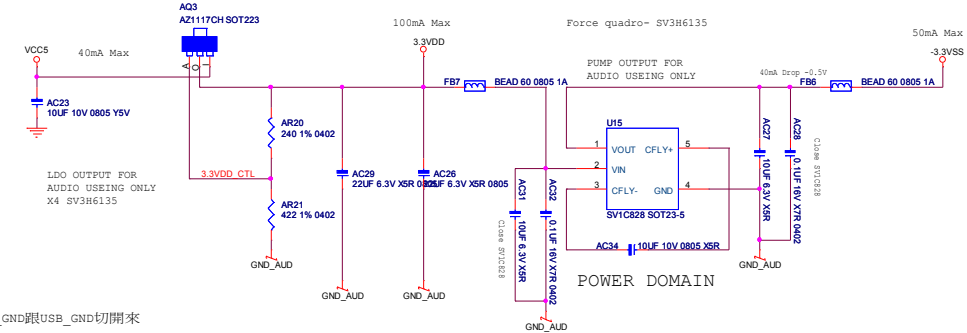 AQ3
AZ1117CH SOT223
VCC5
40mA Max
A
O
I
AC23
10UF 10V 0805 Y5V
100mA Max
3.3VDD
Force quadro- SV3H6135
50mA Max
-3.3VSS
PUMP OUTPUT FOR
AUDIO USEING ONLY
40mA Drop -0.5V
FB7
BEAD 60 0805 1A
FB6
BEAD 60 0805 1A
AR20
240 1% 0402
LDO OUTPUT FOR
AUDIO USEING ONLY
X4 SV3H6135
3.3VDD_CTL
AR21
422 1% 0402
GND_AUD
AC29
22UF 6.3V X5R 0805
GND_AUD
AC26
6.3V X5R 0805
GND_AUD
AC31
10UF 6.3V X5R
Close SV1C828
AC32
0.1UF 16V X7R 0402
GND_AUD
U15
1
VOUT
CFLY+
5
2
VIN
3
CFLY-
GND
4
SV1C828 SOT23-5
AC34
10UF 10V 0805 X5R
AC27
10UF 6.3V X5R
AC28
0.1UF 16V X7R 0402
Close SV1C828
GND_AUD
POWER DOMAIN
_GND跟USB_GND切開來